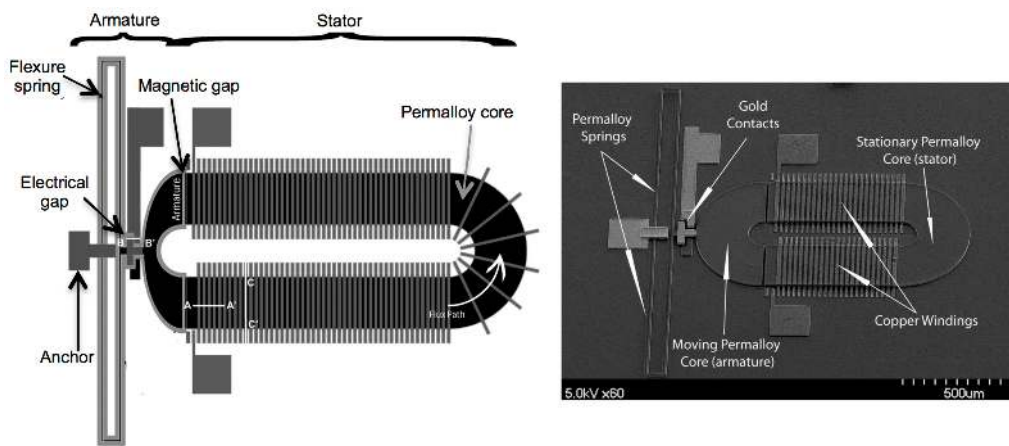 Armature
Stator
Flexure
spring
Magnetic gap
Permalloy core
Armature
Electrical
gap
B
B'
A
A'
C
C'
Flux Path
Anchor
Permalloy
Springs
Gold
Contacts
Stationary Permalloy
Core (stator)
Moving Permalloy
Core (armature)
Copper Windings
5.0kV x60
500um